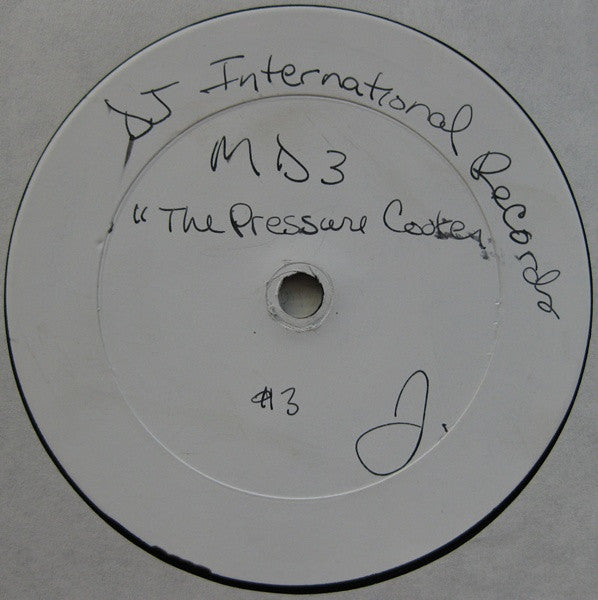 DJ International Records
MD3
"The Pressure Cooker
#3
J.